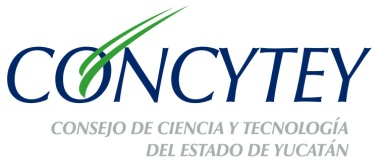 CONCYTEY
CONSEJO DE CIENCIA Y TECNOLOGÍA
DEL ESTADO DE YUCATÁN